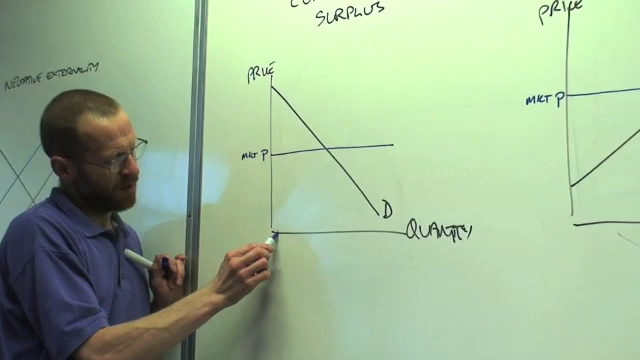 NEGATIVE EXTERNALITY
SURPLUS
PRICE
MKT P
D
QUANTITY
PRICE
MKT P